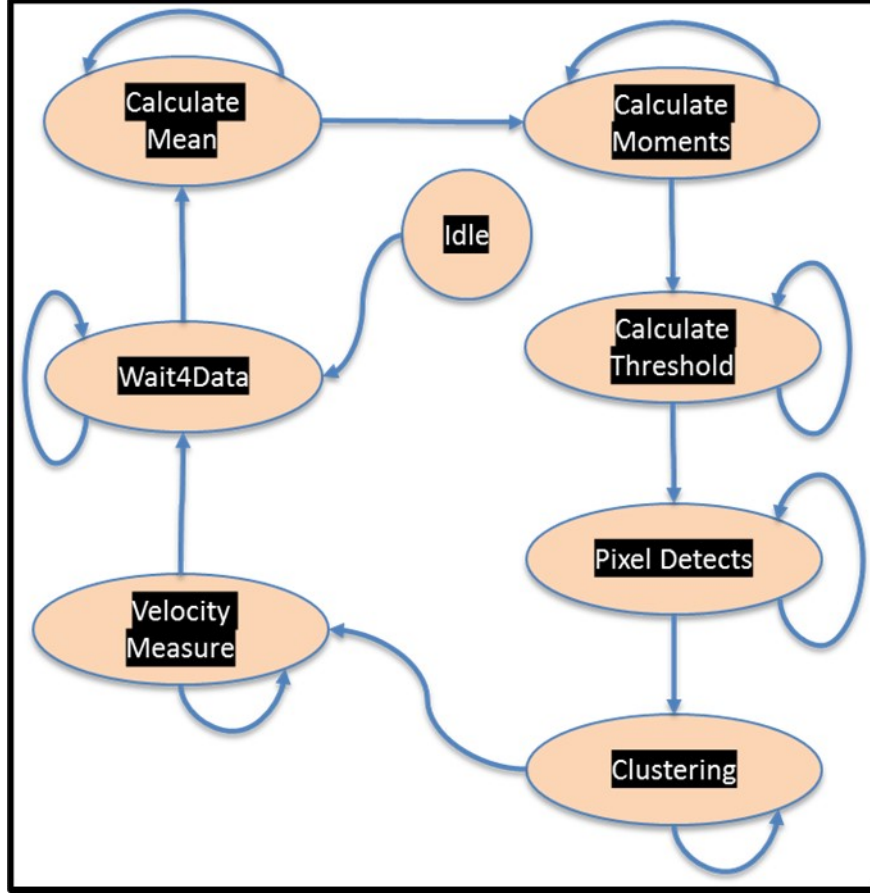 Calculate
Mean
Calculate
Moments
Idle
Calculate
Threshold
Wait4Data
Pixel Detects
Velocity
Measure
Clustering